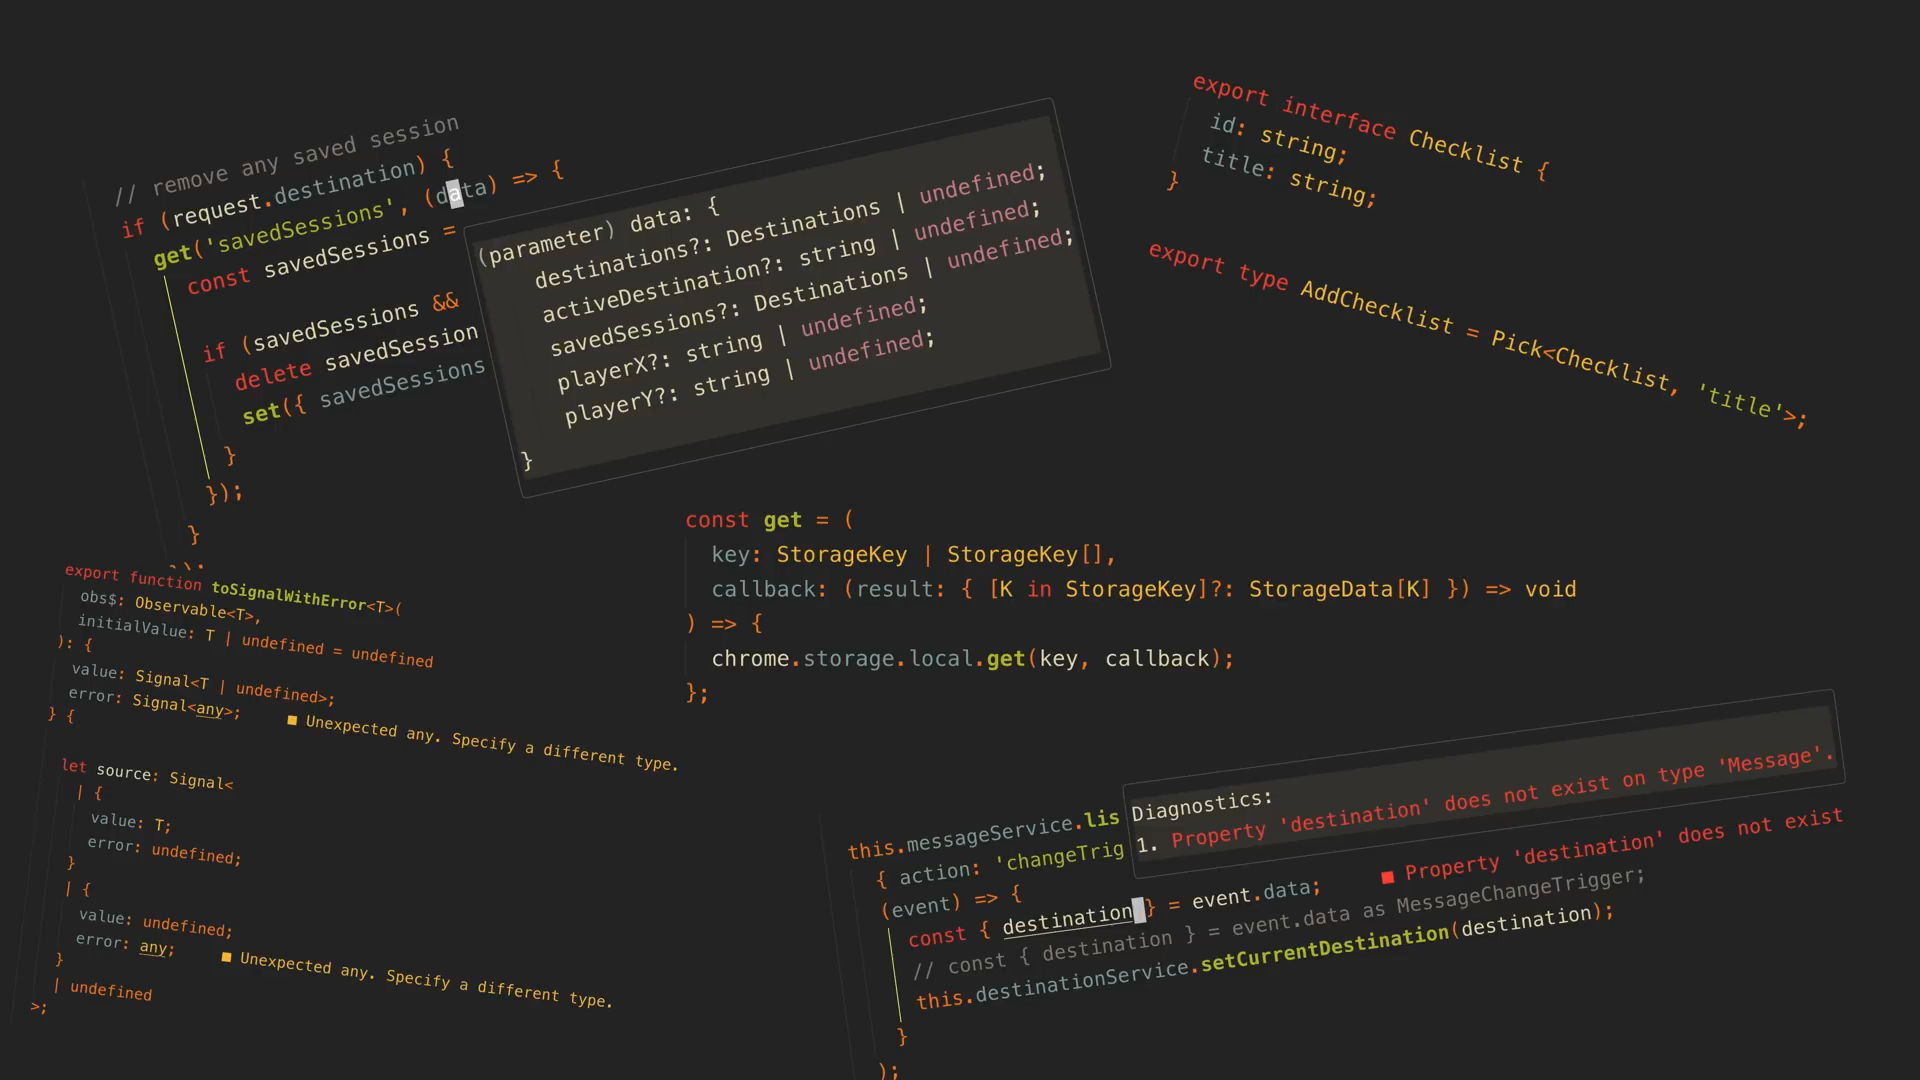 // remove any saved session
if (request.destination) {
get('savedSessions', (data) => {
const savedSessions =
if (savedSessions &&
delete savedSession
set({ savedSessions
}
});
}
});
(parameter) data: {
destinations?: Destinations | undefined;
activeDestination?: string | undefined;
savedSessions?: Destinations | undefined;
playerX?: string | undefined;
playerY?: string | undefined;
}
export interface Checklist {
id: string;
title: string;
}
export type AddChecklist = Pick<Checklist, 'title'>;
const get = (
key: StorageKey | StorageKey[],
callback: (result: { [K in StorageKey]?: StorageData[K] }) => void
) => {
chrome.storage.local.get(key, callback);
};
export function toSignalWithError<T>(
obs$: Observable<T>,
initialValue: T | undefined = undefined
): {
value: Signal<T | undefined>;
error: Signal<any>; ■ Unexpected any. Specify a different type.
} {
let source: Signal<
| {
value: T;
error: undefined;
}
| {
value: undefined;
error: any; ■ Unexpected any. Specify a different type.
}
| undefined
>;
this.messageService.lis
{ action: 'changeTrig
(event) => {
const { destination } = event.data; ■ Property 'destination' does not exist
// const { destination } = event.data as MessageChangeTrigger;
this.destinationService.setCurrentDestination(destination);
}
);
Diagnostics:
1. Property 'destination' does not exist on type 'Message'.